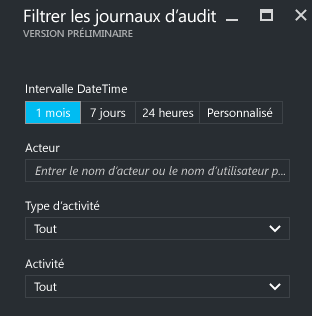 Filtrer les journaux d'audit
VERSION PRÉLIMINAIRE
Intervalle DateTime
1 mois 7 jours 24 heures Personnalisé
Acteur
Entrer le nom d'acteur ou le nom d'utilisateur p...
Type d'activité
Tout
Activité
Tout